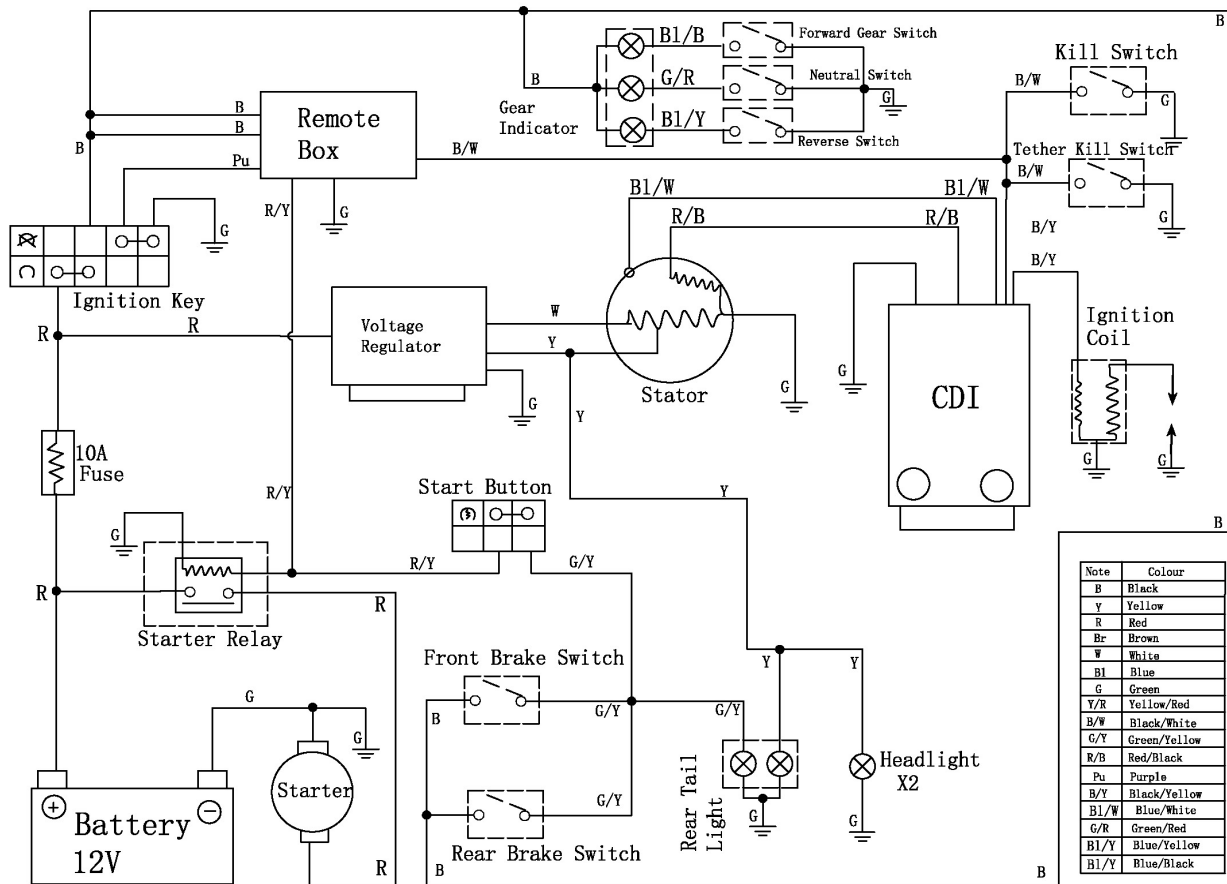 B
Bl/B
Forward Gear Switch
Kill Switch
B
G/R
Neutral Switch
B/W
G
Gear
Indicator
G
Bl/Y
Reverse Switch
B
B
B
Remote
Box
Pu
B/W
Tether Kill Switch
B/W
G
R/Y
G
G
Bl/W
Bl/W
R/B
R/B
B/Y
B/Y
Ignition Key
R
R
Voltage
Regulator
W
Y
G
Stator
G
G
CDI
Ignition
Coil
G
G
10A
Fuse
R/Y
Y
Start Button
Y
G
R/Y
G/Y
R
R
Starter Relay
B
Front Brake Switch
B
G/Y
G/Y
Y
Y
G
G
Starter
Battery
12V
+
−
R
Rear Brake Switch
G/Y
B
Rear Tail
Light
G
Headlight
X2
G
B
Note Colour
B Black
Y Yellow
R Red
Br Brown
W White
Bl Blue
G Green
Y/R Yellow/Red
B/W Black/White
G/Y Green/Yellow
R/B Red/Black
Pu Purple
B/Y Black/Yellow
Bl/W Blue/White
G/R Green/Red
Bl/Y Blue/Yellow
Bl/Y Blue/Black